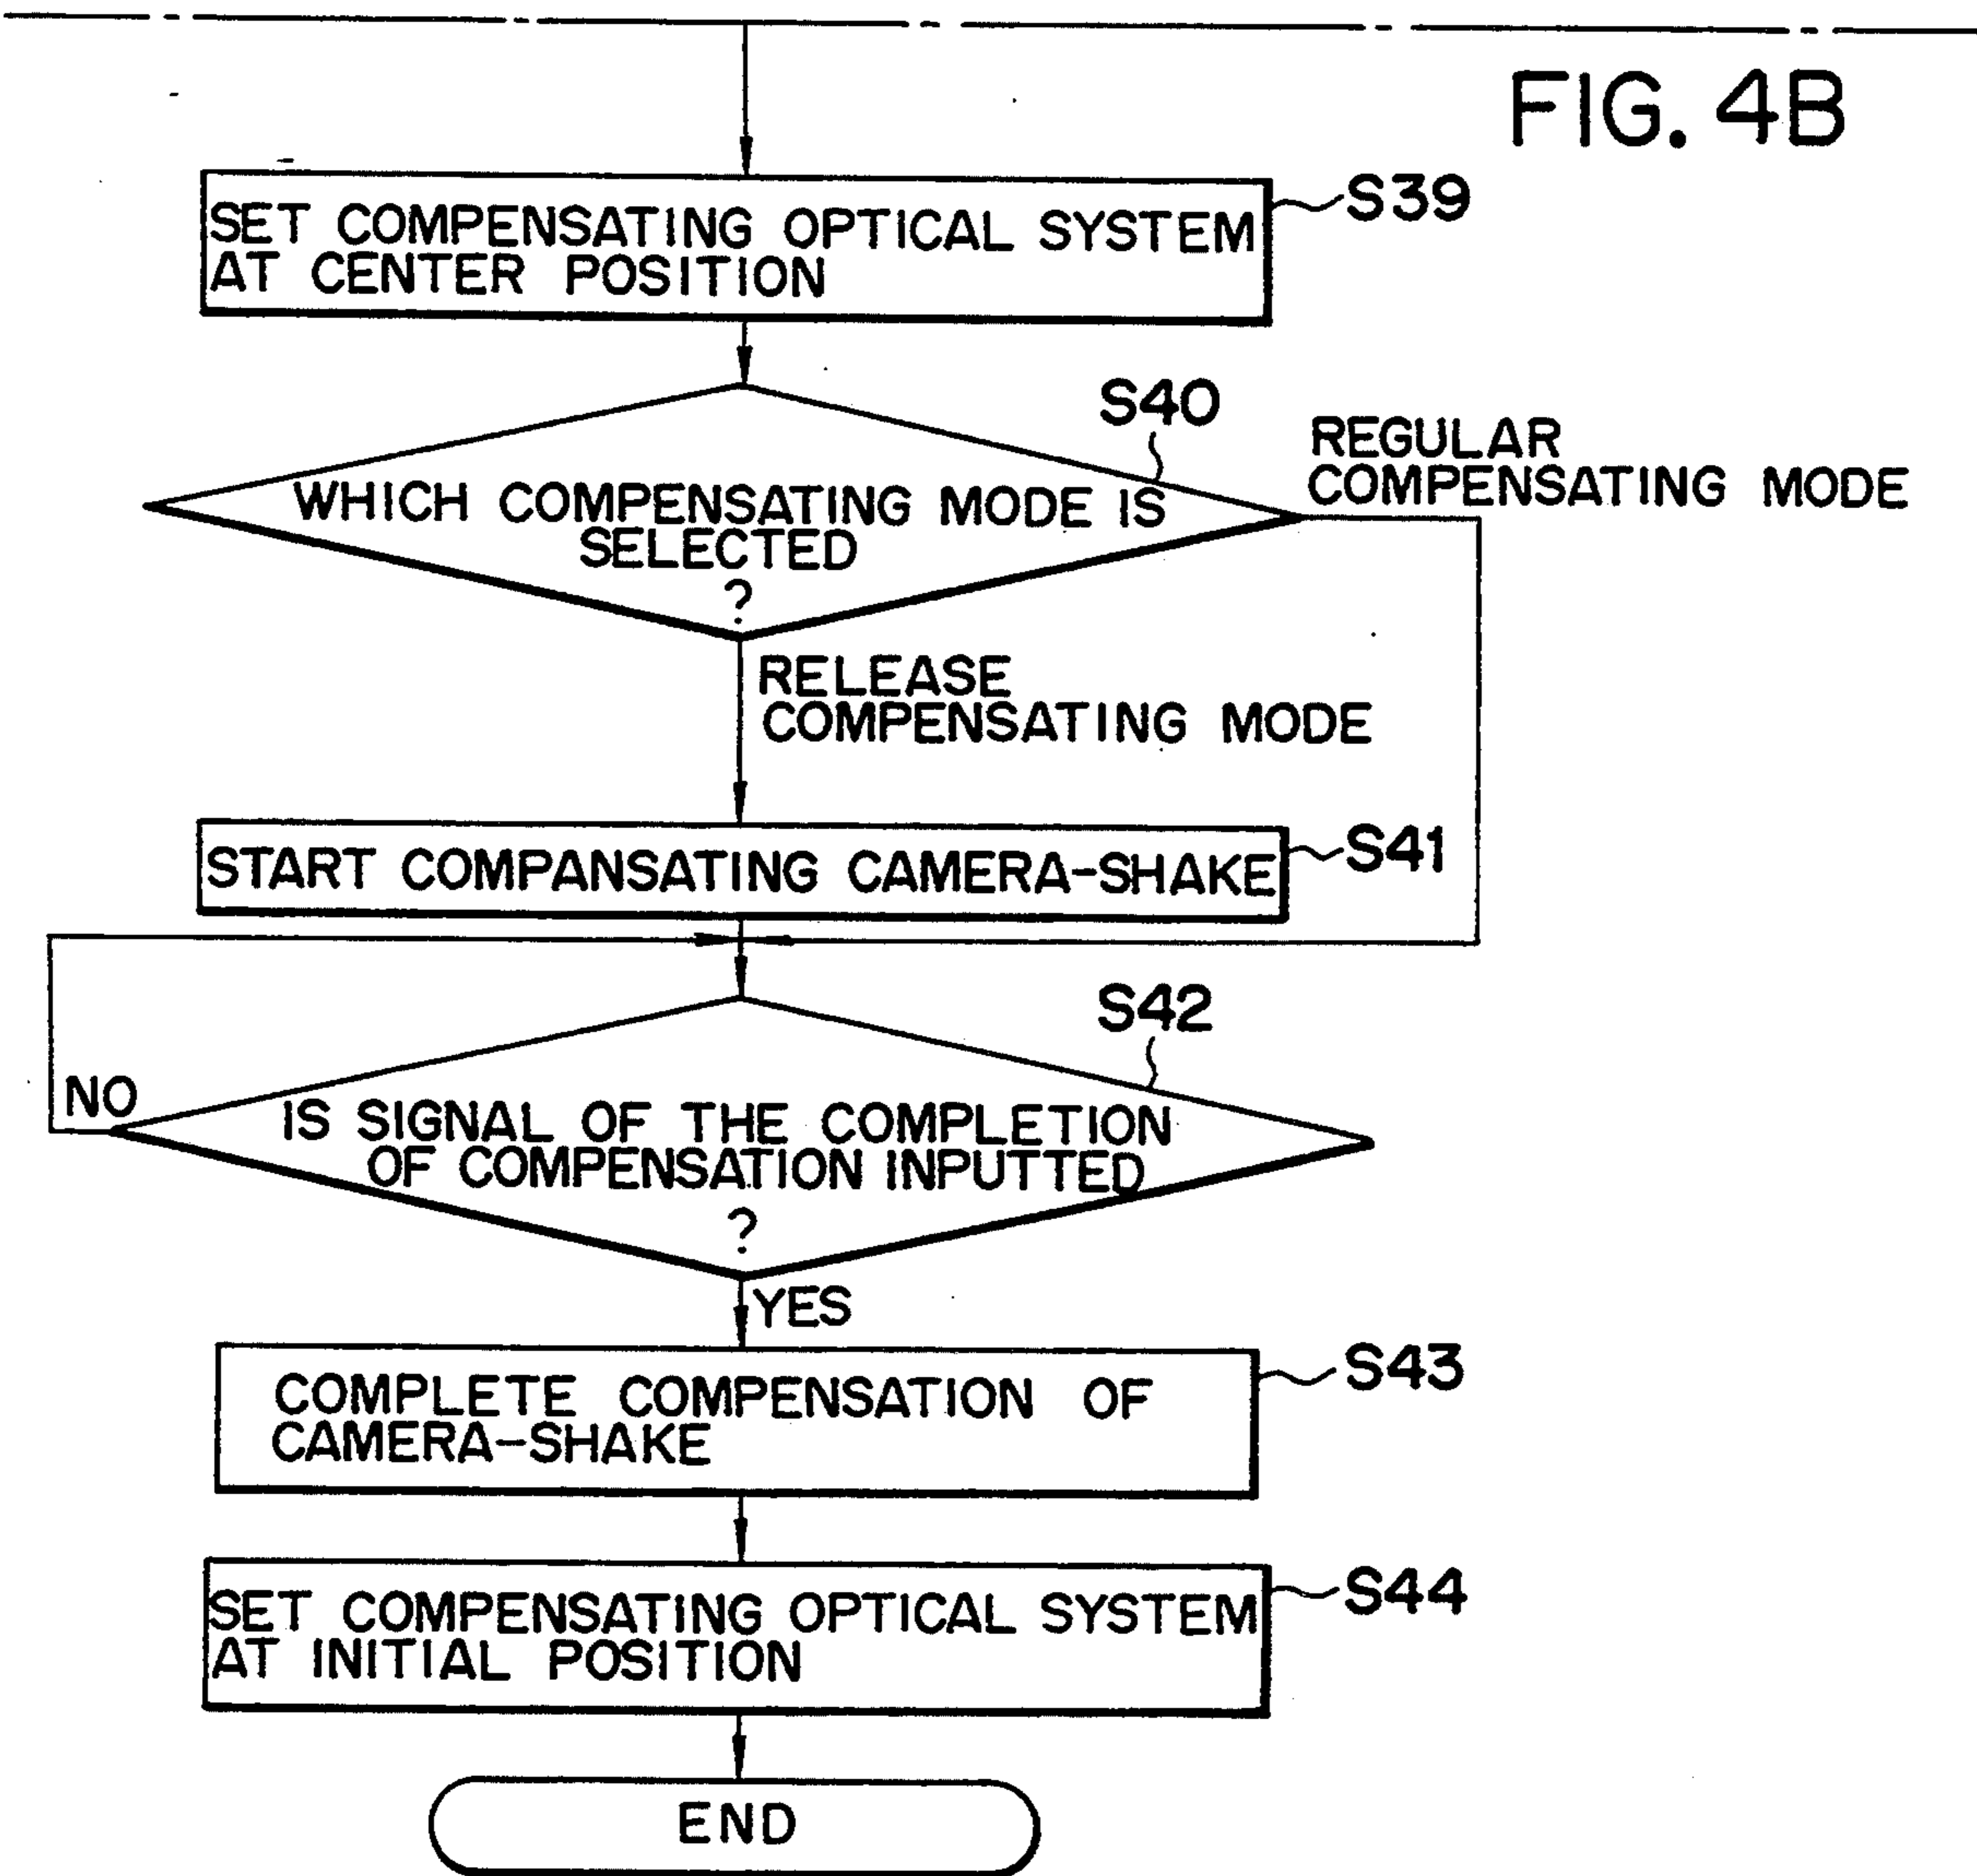 FIG. 4B
SET COMPENSATING OPTICAL SYSTEM
AT CENTER POSITION
S39
S40
WHICH COMPENSATING MODE IS
SELECTED
?
REGULAR
COMPENSATING MODE
RELEASE
COMPENSATING MODE
START COMPANSATING CAMERA-SHAKE
S41
S42
NO
IS SIGNAL OF THE COMPLETION
OF COMPENSATION INPUTTED
?
YES
COMPLETE COMPENSATION OF
CAMERA-SHAKE
S43
SET COMPENSATING OPTICAL SYSTEM
AT INITIAL POSITION
S44
END